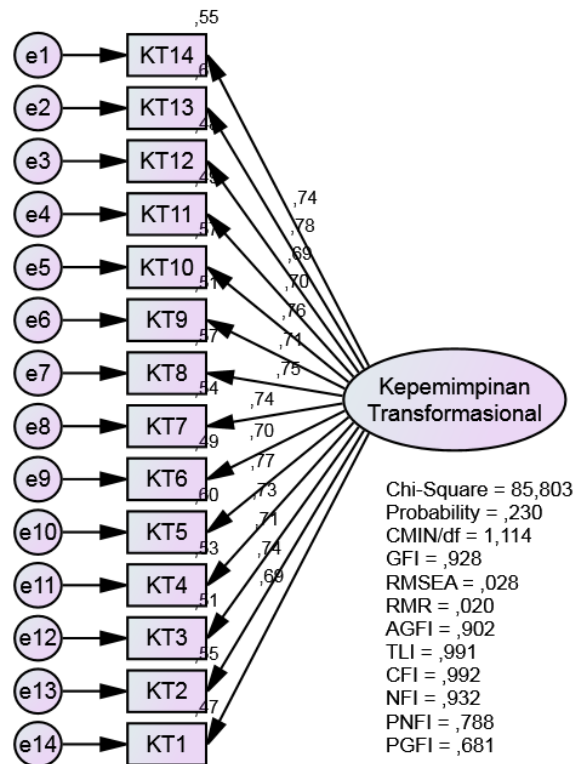 ,55
e1 KT14
e2 KT13
,48
e3 KT12
,49
e4 KT11
,57
e5 KT10
,51
e6 KT9
,57
e7 KT8
,54
e8 KT7
,49
e9 KT6
,60
e10 KT5
,53
e11 KT4
,51
e12 KT3
,55
e13 KT2
,47
e14 KT1
,74
,78
,69
,70
,76
,71
,75
,74
,70
,77
,73
,71
,74
,69
Kepemimpinan
Transformasional
Chi-Square = 85,803
Probability = ,230
CMIN/df = 1,114
GFI = ,928
RMSEA = ,028
RMR = ,020
AGFI = ,902
TLI = ,991
CFI = ,992
NFI = ,932
PNFI = ,788
PGFI = ,681